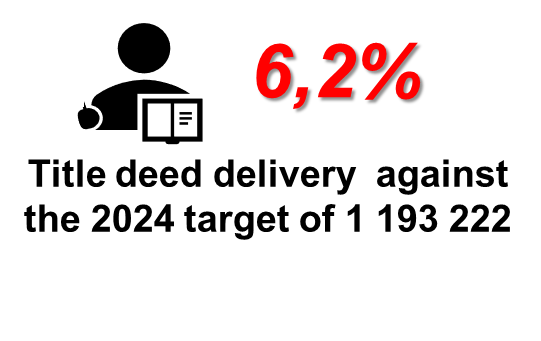 6,2%
Title deed delivery against
the 2024 target of 1 193 222